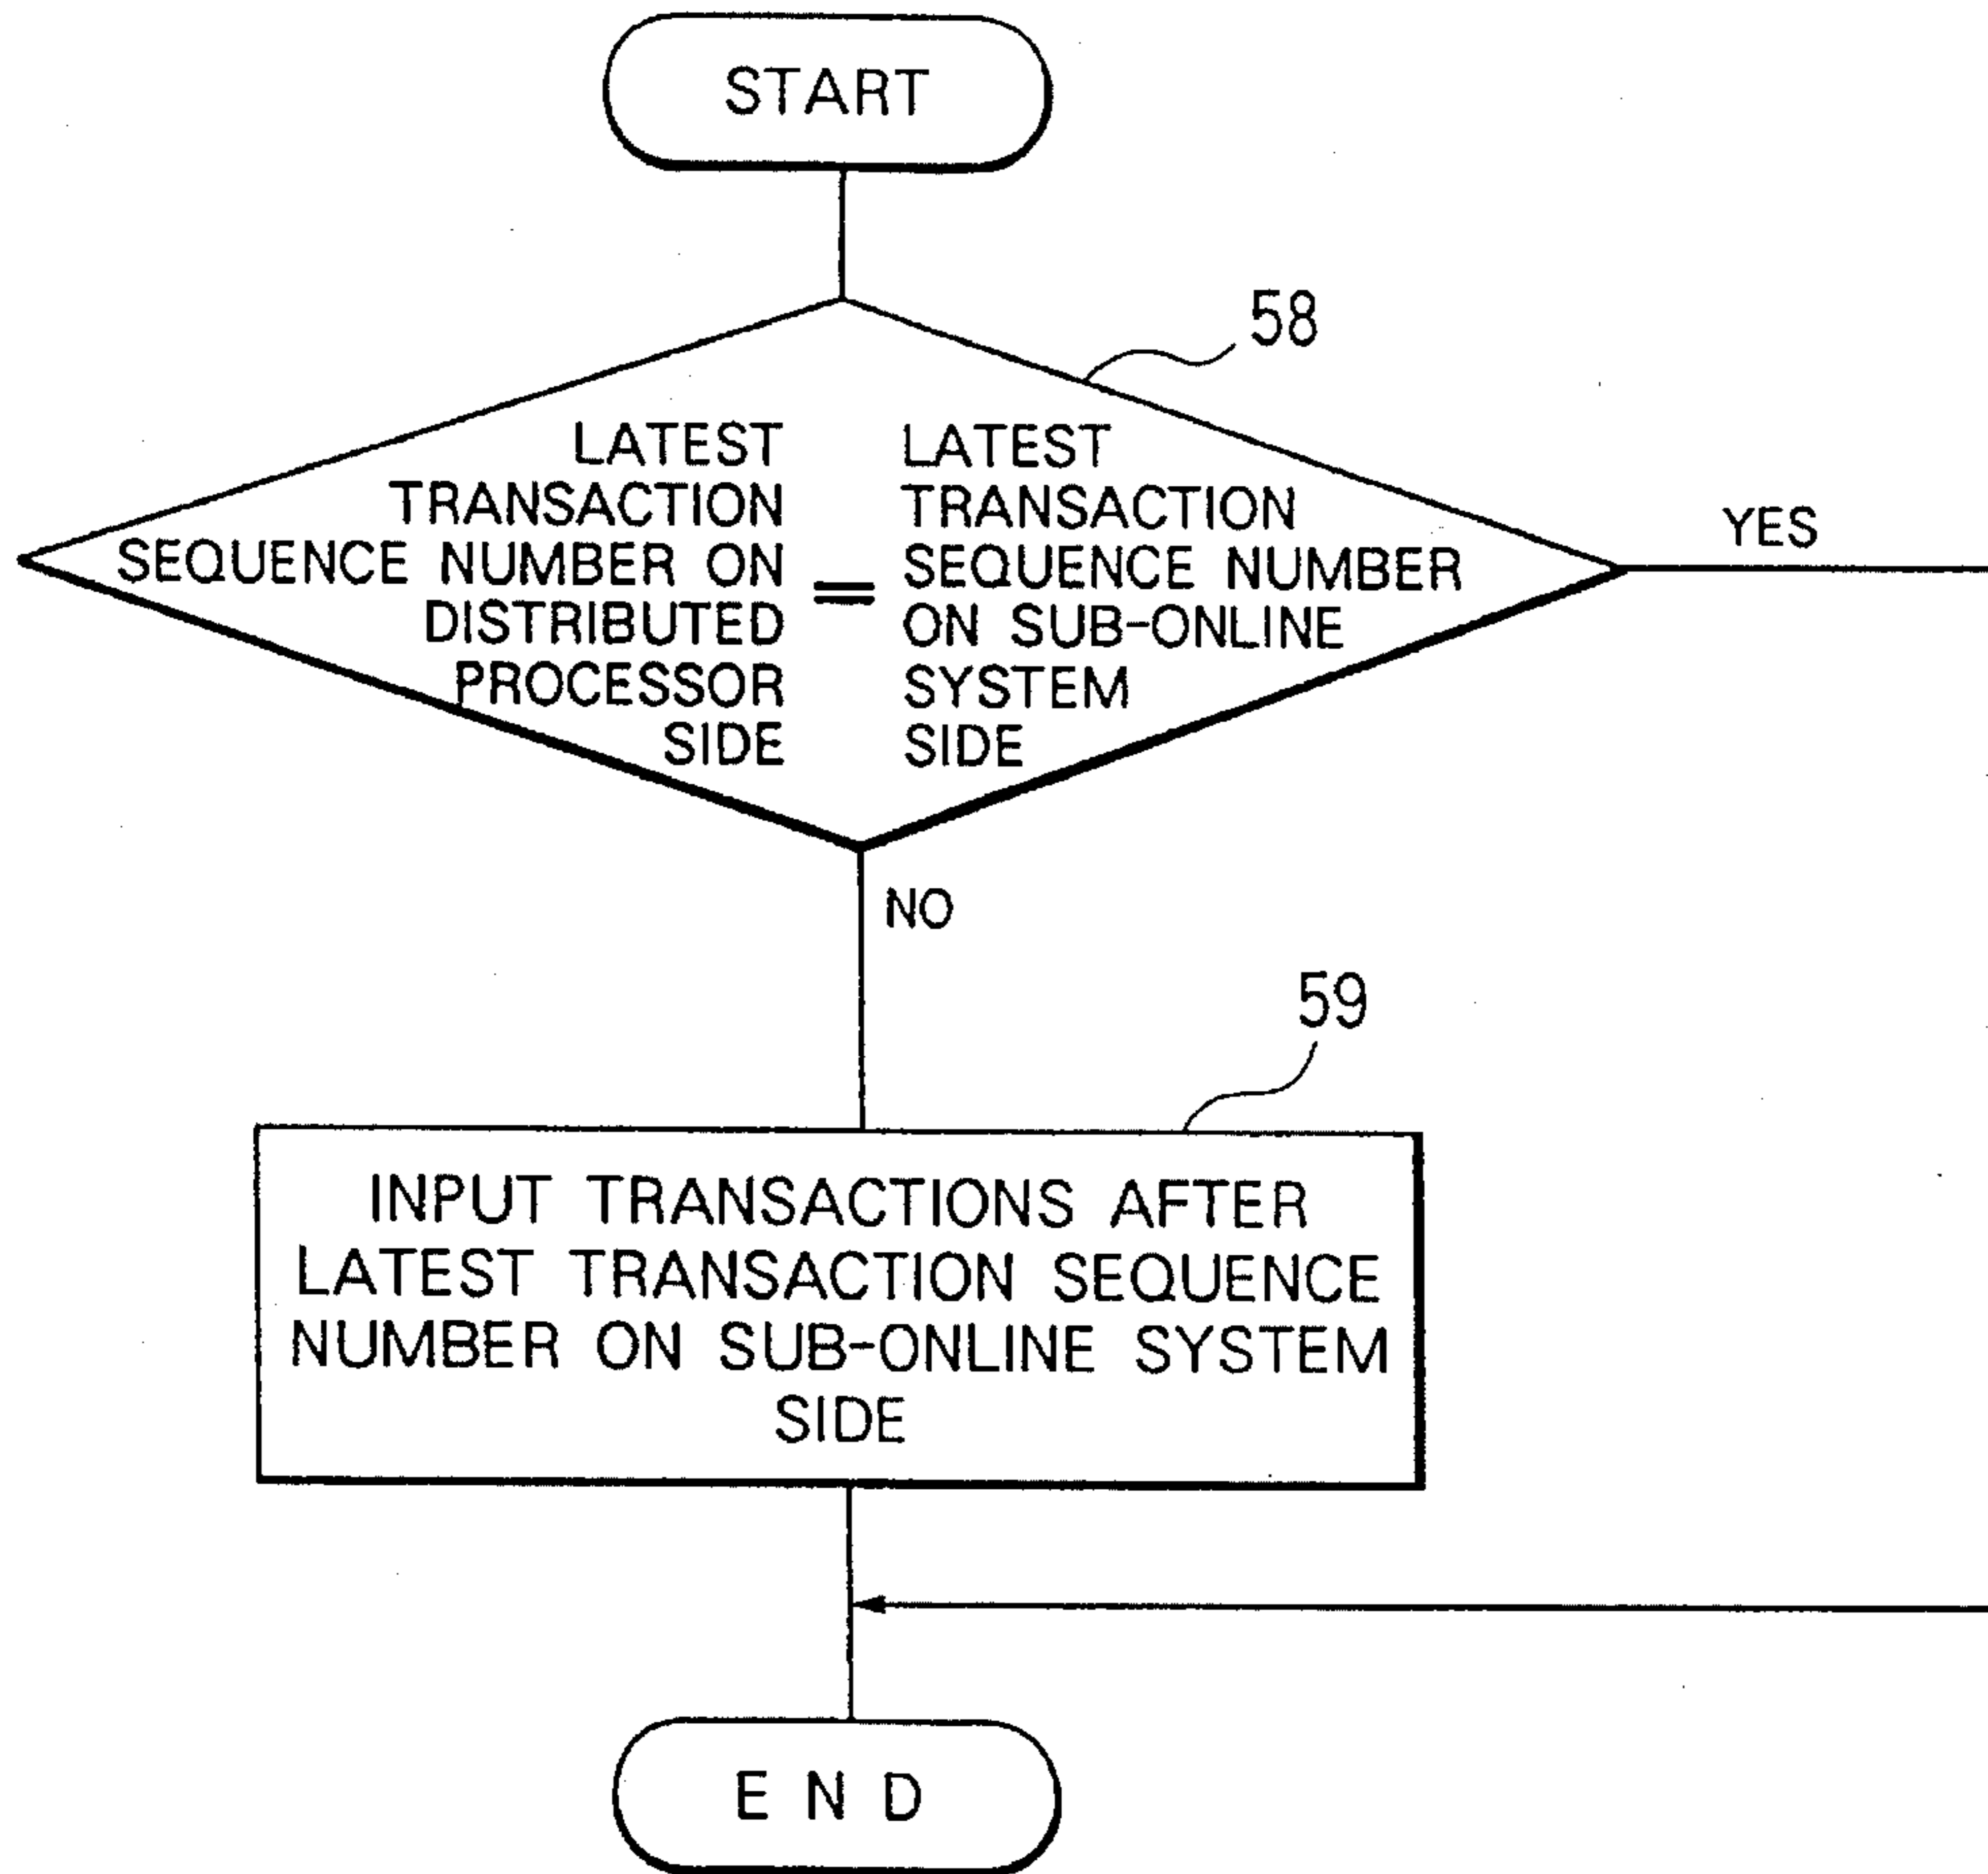 START
58
LATEST
TRANSACTION
SEQUENCE NUMBER ON
DISTRIBUTED
PROCESSOR
SIDE
=
LATEST
TRANSACTION
SEQUENCE NUMBER
ON SUB-ONLINE
SYSTEM
SIDE
YES
NO
59
INPUT TRANSACTIONS AFTER
LATEST TRANSACTION SEQUENCE
NUMBER ON SUB-ONLINE SYSTEM
SIDE
E N D